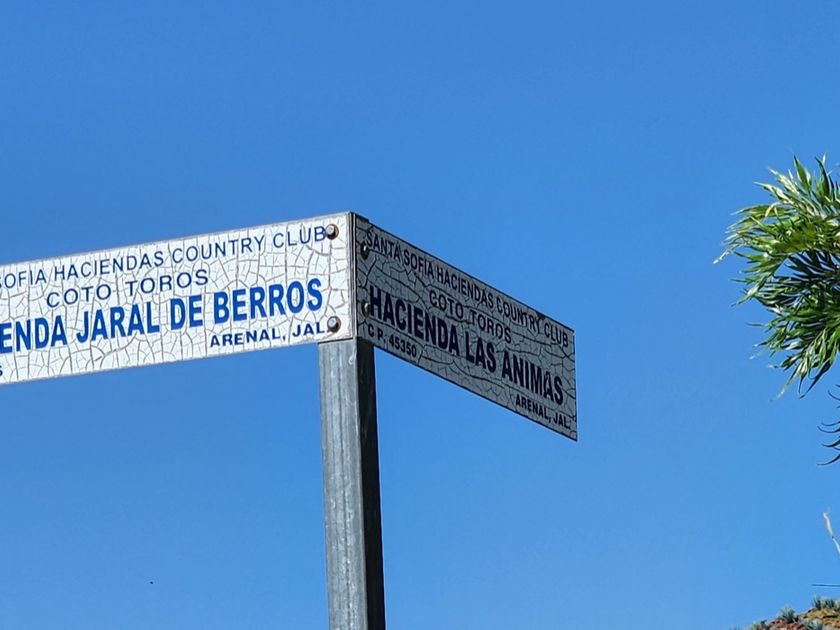 SOFIA HACIENDAS COUNTRY CLUB
COTO TOROS
ENDA JARAL DE BERROS
ARENAL, JAL.
SANTA SOFIA HACIENDAS COUNTRY CLUB
COTO TOROS
HACIENDA LAS ANIMAS
C P. 45350
ARENAL, JAL.